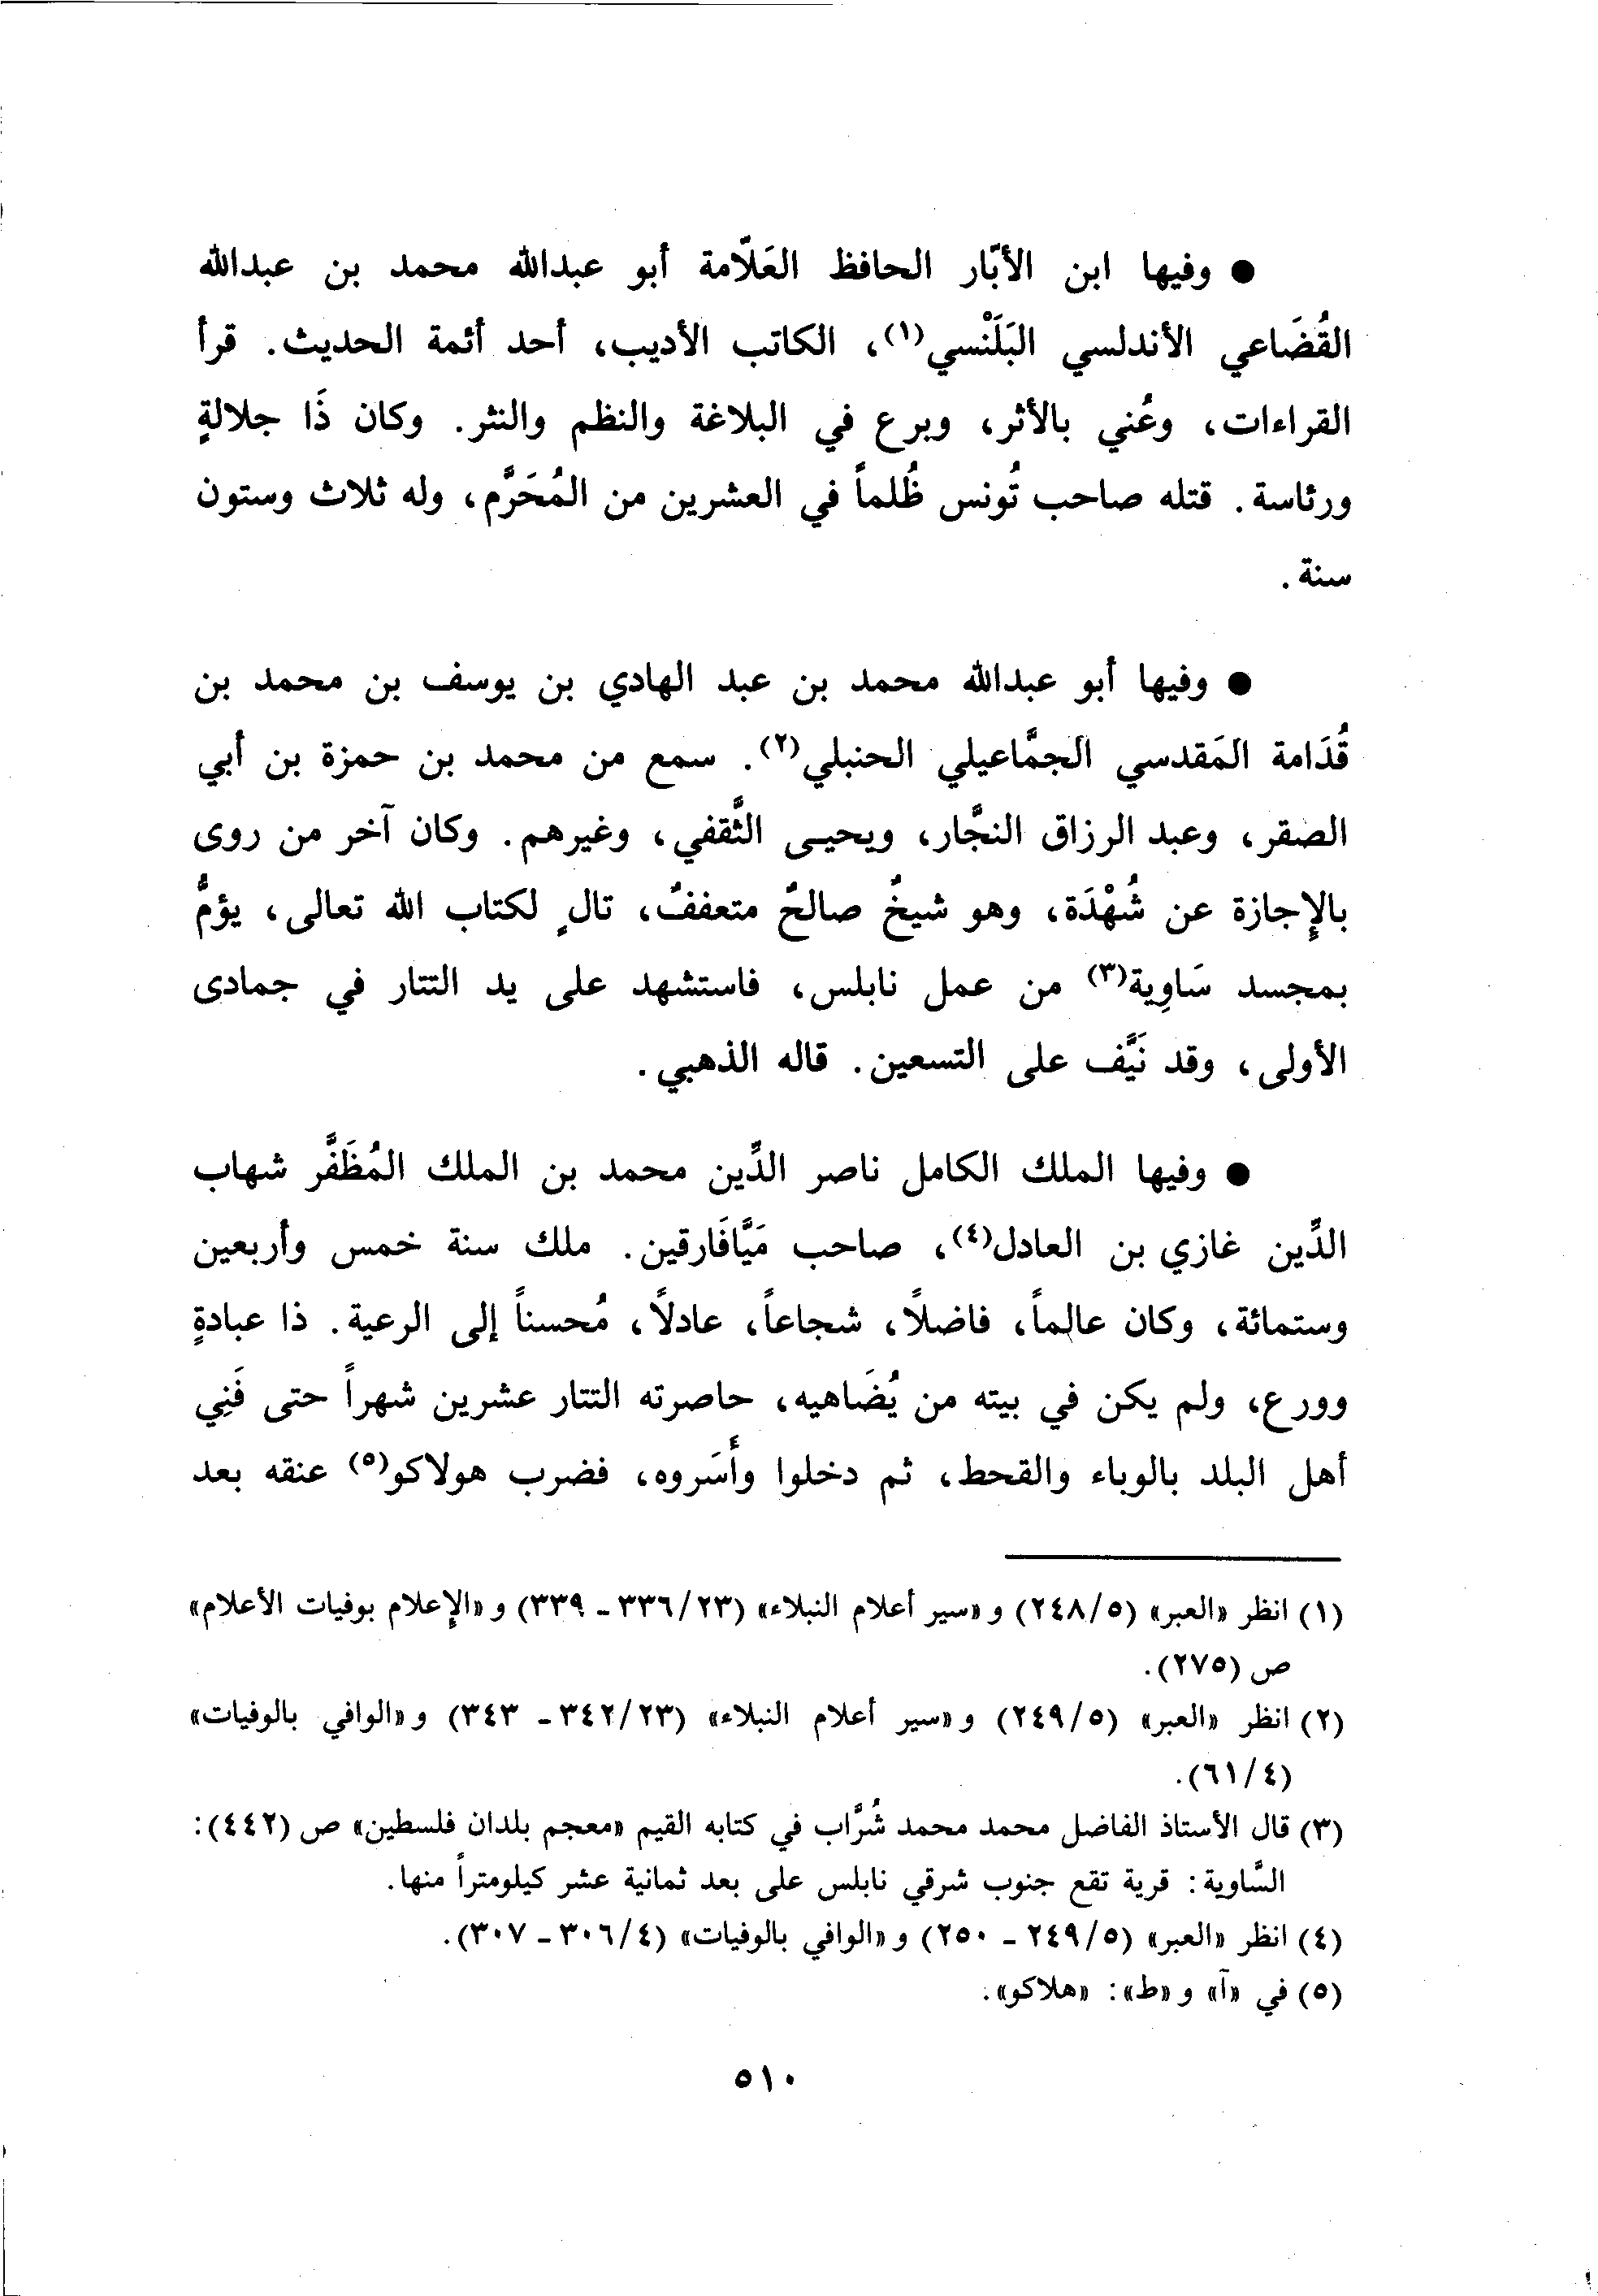 ● وفيها ابن الأبّار الحافظ العَلّامة أبو عبدالله محمد بن عبدالله
القُضَاعي الأندلسي البَلَنْسي(١)، الكاتب الأديب، أحد أئمة الحديث. قرأ
القراءات، وعُني بالأثر، وبرع في البلاغة والنظم والنثر. وكان ذَا جلالةٍ
ورئاسة. قتله صاحب تُونس ظُلماً في العشرين من المُحَرَّم، وله ثلاث وستون
سنة.
● وفيها أبو عبدالله محمد بن عبد الهادي بن يوسف بن محمد بن
قُدَامة المَقدسي الجمَّاعيلي الحنبلي(٢). سمع من محمد بن حمزة بن أبي
الصقر، وعبد الرزاق النجَّار، ويحيى الثَّقفي، وغيرهم. وكان آخر من روى
بالإِجازة عن شُهْدَة، وهو شيخٌ صالحٌ متعففٌ، تالٍ لكتاب الله تعالى، يؤمُّ
بمجسد سَاوِية(٣) من عمل نابلس، فاستشهد على يد التتار في جمادى
الأولى، وقد نَيَّف على التسعين. قاله الذهبي.
● وفيها الملك الكامل ناصر الدِّين محمد بن الملك المُظَفَّر شهاب
الدِّين غازي بن العادل(٤)، صاحب مَيَّافَارقين. ملك سنة خمس وأربعين
وستمائة، وكان عالماً، فاضلاً، شجاعاً، عادلاً، مُحسناً إلى الرعية. ذا عبادةٍ
وورع، ولم يكن في بيته من يُضَاهيه، حاصرته التتار عشرين شهراً حتى فَنِي
أهل البلد بالوباء والقحط، ثم دخلوا وأَسَروه، فضرب هولاكو(٥) عنقه بعد
(١) انظر «العبر» (٢٤٨/٥) و«سير أعلام النبلاء» (٣٣٦/٢٣ - ٣٣٩) و«الإعلام بوفيات الأعلام»
ص (٢٧٥).
(٢) انظر «العبر» (٢٤٩/٥) و«سير أعلام النبلاء» (٣٤٢/٢٣ - ٣٤٣) و«الوافي بالوفيات»
(٦١/٤).
(٣) قال الأستاذ الفاضل محمد محمد شُرَّاب في كتابه القيم «معجم بلدان فلسطين» ص (٤٤٢):
السَّاوية: قرية تقع جنوب شرقي نابلس على بعد ثمانية عشر كيلومتراً منها.
(٤) انظر «العبر» (٢٤٩/٥ - ٢٥٠) و«الوافي بالوفيات» (٣٠٦/٤ - ٣٠٧).
(٥) في «آ» و«ط»: «هلاكو».
٥١٠